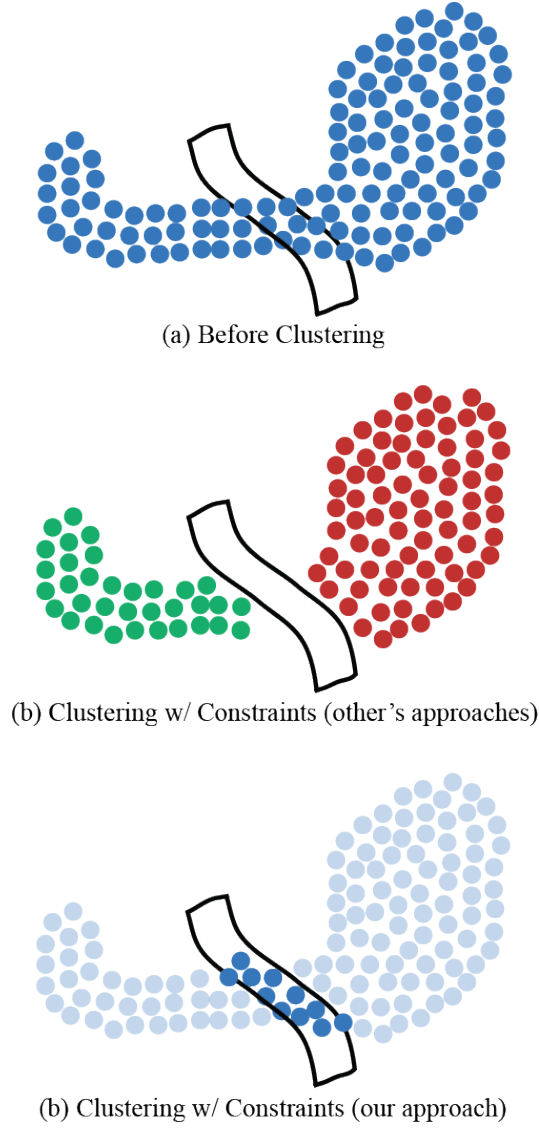 (a) Before Clustering
(b) Clustering w/ Constraints (other’s approaches)
(b) Clustering w/ Constraints (our approach)